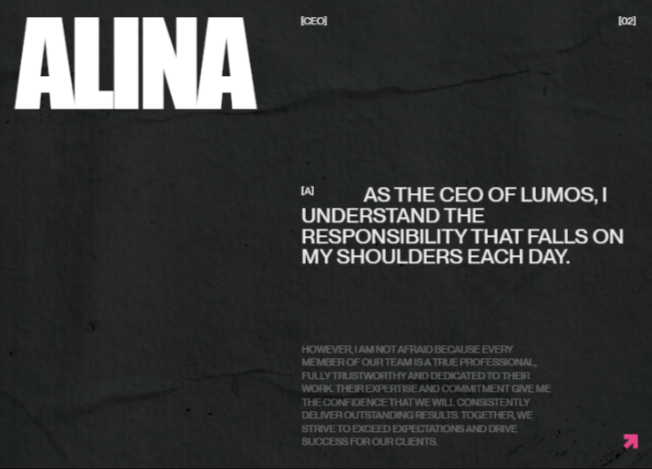 ALINA
[CEO]
[02]
[A] AS THE CEO OF LUMOS, I
UNDERSTAND THE
RESPONSIBILITY THAT FALLS ON
MY SHOULDERS EACH DAY.
HOWEVER, I AM NOT AFRAID BECAUSE EVERY
MEMBER OF OUR TEAM IS A TRUE PROFESSIONAL,
FULLY TRUSTWORTHY AND DEDICATED TO THEIR
WORK. THEIR EXPERTISE AND COMMITMENT GIVE ME
THE CONFIDENCE THAT WE WILL CONSISTENTLY
DELIVER OUTSTANDING RESULTS. TOGETHER, WE
STRIVE TO EXCEED EXPECTATIONS AND DRIVE
SUCCESS FOR OUR CLIENTS.